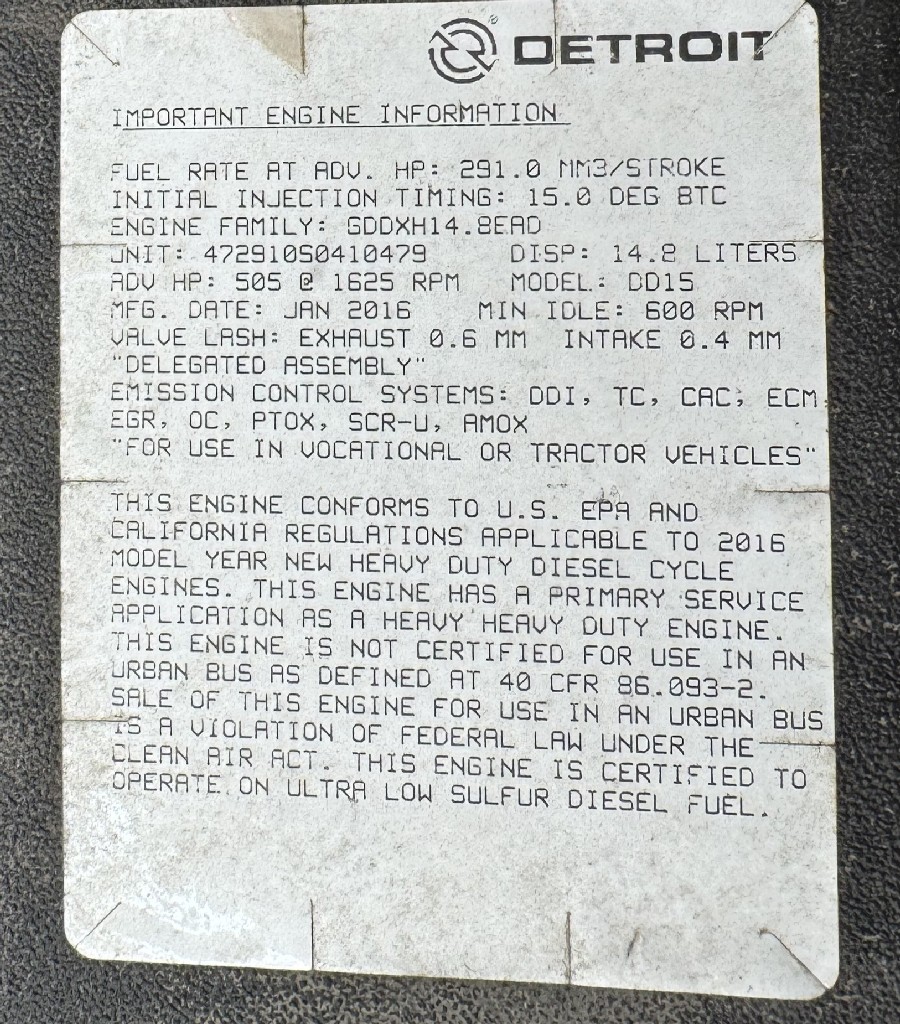 DETROIT
IMPORTANT ENGINE INFORMATION
FUEL RATE AT ADV. HP: 291.0 MM3/STROKE
INITIAL INJECTION TIMING: 15.0 DEG BTC
ENGINE FAMILY: GDDXH14.8EAD
UNIT: 472910S0410479 DISP: 14.8 LITERS
ADV HP: 505 @ 1625 RPM MODEL: DD15
MFG. DATE: JAN 2016 MIN IDLE: 600 RPM
VALVE LASH: EXHAUST 0.6 MM INTAKE 0.4 MM
"DELEGATED ASSEMBLY"
EMISSION CONTROL SYSTEMS: DDI, TC, CAC, ECM,
EGR, OC, PTOX, SCR-U, AMOX
"FOR USE IN VOCATIONAL OR TRACTOR VEHICLES"
THIS ENGINE CONFORMS TO U.S. EPA AND
CALIFORNIA REGULATIONS APPLICABLE TO 2016
MODEL YEAR NEW HEAVY DUTY DIESEL CYCLE
ENGINES. THIS ENGINE HAS A PRIMARY SERVICE
APPLICATION AS A HEAVY HEAVY DUTY ENGINE.
THIS ENGINE IS NOT CERTIFIED FOR USE IN AN
URBAN BUS AS DEFINED AT 40 CFR 86.093-2.
SALE OF THIS ENGINE FOR USE IN AN URBAN BUS
IS A VIOLATION OF FEDERAL LAW UNDER THE
CLEAN AIR ACT. THIS ENGINE IS CERTIFIED TO
OPERATE ON ULTRA LOW SULFUR DIESEL FUEL.